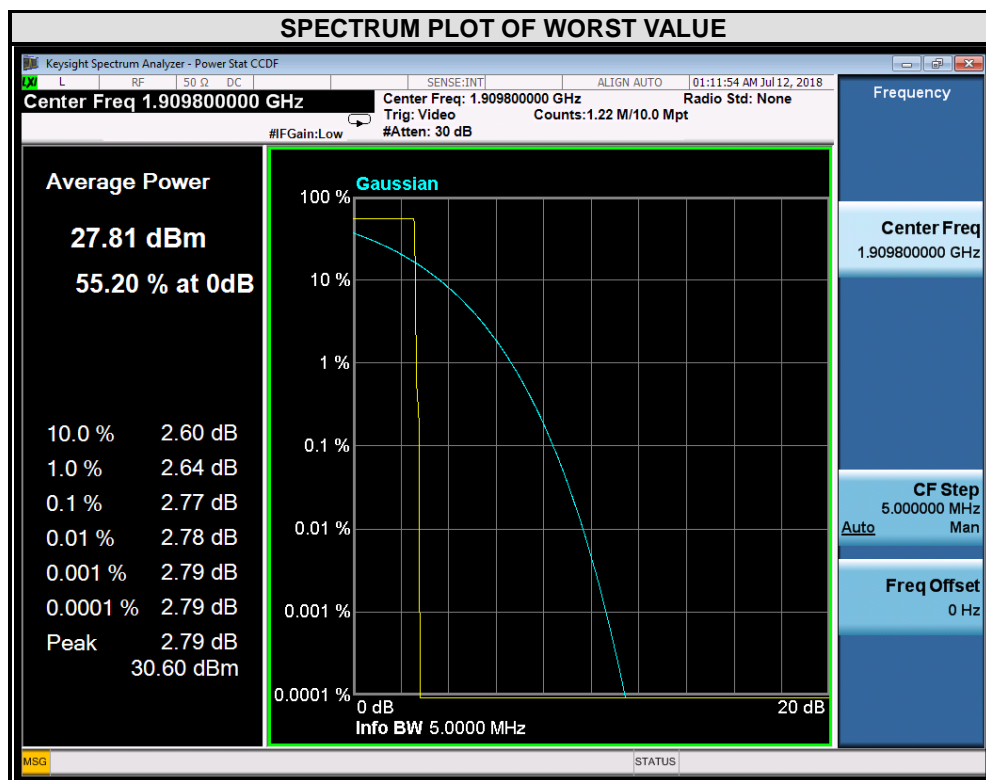 SPECTRUM PLOT OF WORST VALUE
Keysight Spectrum Analyzer - Power Stat CCDF
LXI L RF 50 Ω DC SENSE:INT ALIGN AUTO 01:11:54 AM Jul 12, 2018
Center Freq 1.909800000 GHz
Center Freq: 1.909800000 GHz Radio Std: None
Trig: Video Counts:1.22 M/10.0 Mpt
#IFGain:Low #Atten: 30 dB
Frequency
Average Power
27.81 dBm
55.20 % at 0dB
10.0 % 2.60 dB
1.0 % 2.64 dB
0.1 % 2.77 dB
0.01 % 2.78 dB
0.001 % 2.79 dB
0.0001 % 2.79 dB
Peak 2.79 dB
30.60 dBm
Gaussian
100 %
10 %
1 %
0.1 %
0.01 %
0.001 %
0.0001 %
0 dB 20 dB
Info BW 5.0000 MHz
Center Freq
1.909800000 GHz
CF Step
5.000000 MHz
Auto Man
Freq Offset
0 Hz
MSG STATUS